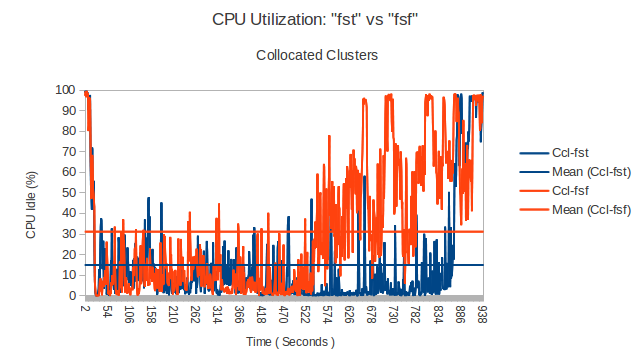 CPU Utilization: "fst" vs "fsf"
Collocated Clusters
CPU Idle (%)
100
90
80
70
60
50
40
30
20
10
0
2 54 106 158 210 262 314 366 418 470 522 574 626 678 730 782 834 886 938
Time ( Seconds )
Ccl-fst
Mean (Ccl-fst)
Ccl-fsf
Mean (Ccl-fsf)